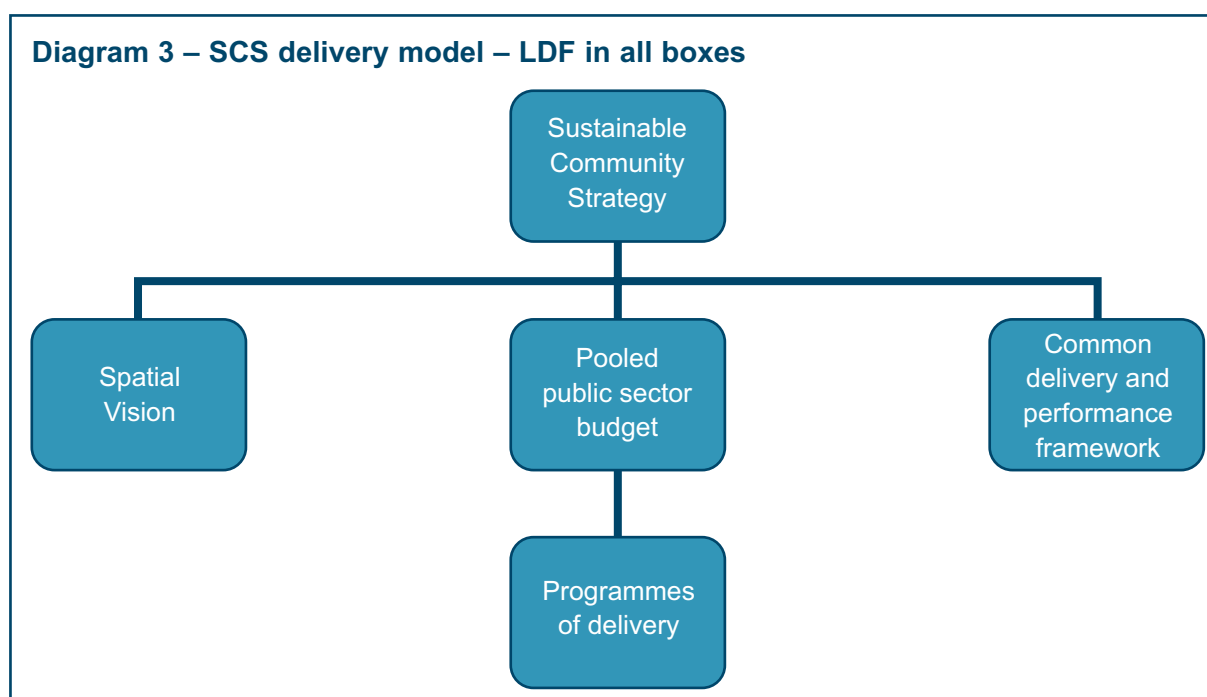 Diagram 3 – SCS delivery model – LDF in all boxes
Sustainable
Community
Strategy
Spatial
Vision
Pooled
public sector
budget
Common
delivery and
performance
framework
Programmes
of delivery